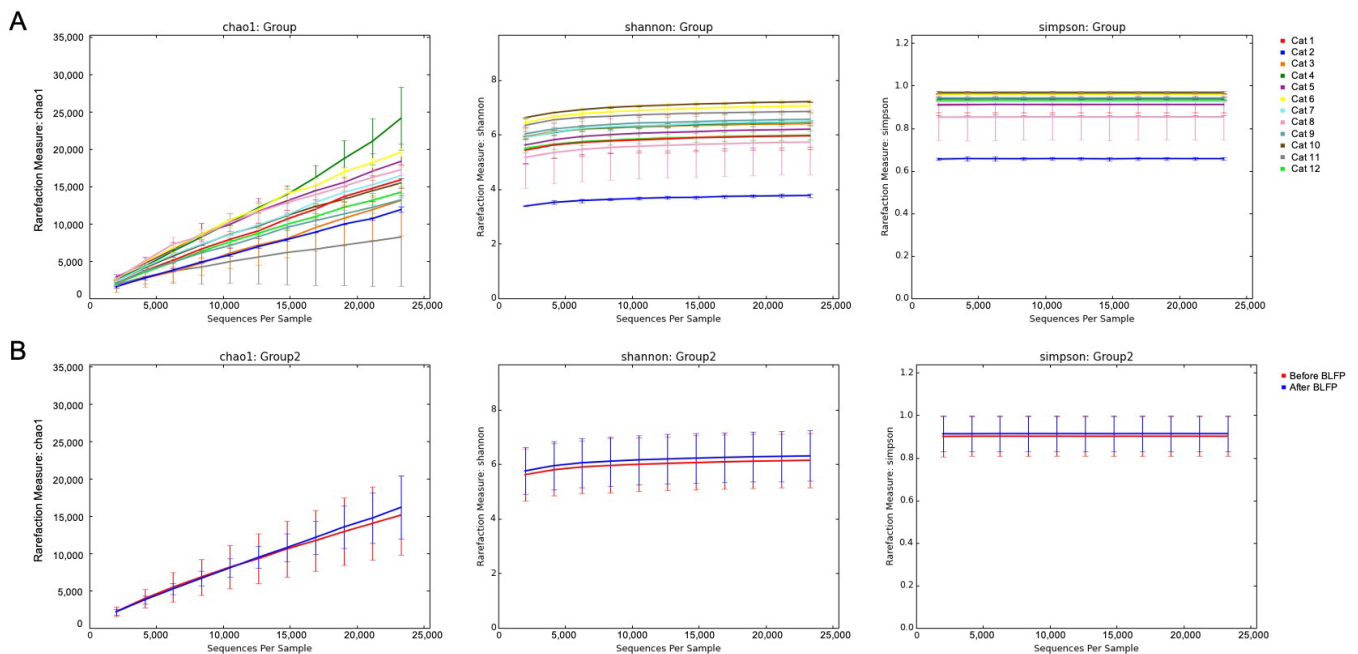 A
chao1: Group
35,000
30,000
25,000
20,000
15,000
10,000
5,000
0
Rarefaction Measure: chao1
0 5,000 10,000 15,000 20,000 25,000
Sequences Per Sample
shannon: Group
8
6
4
2
0
Rarefaction Measure: shannon
0 5,000 10,000 15,000 20,000 25,000
Sequences Per Sample
simpson: Group
1.2
1.0
0.8
0.6
0.4
0.2
0.0
Rarefaction Measure: simpson
0 5,000 10,000 15,000 20,000 25,000
Sequences Per Sample
Cat 1
Cat 2
Cat 3
Cat 4
Cat 5
Cat 6
Cat 7
Cat 8
Cat 9
Cat 10
Cat 11
Cat 12
B
chao1: Group2
35,000
30,000
25,000
20,000
15,000
10,000
5,000
0
Rarefaction Measure: chao1
0 5,000 10,000 15,000 20,000 25,000
Sequences Per Sample
shannon: Group2
8
6
4
2
0
Rarefaction Measure: shannon
0 5,000 10,000 15,000 20,000 25,000
Sequences Per Sample
simpson: Group2
1.2
1.0
0.8
0.6
0.4
0.2
0.0
Rarefaction Measure: simpson
0 5,000 10,000 15,000 20,000 25,000
Sequences Per Sample
Before BLFP
After BLFP